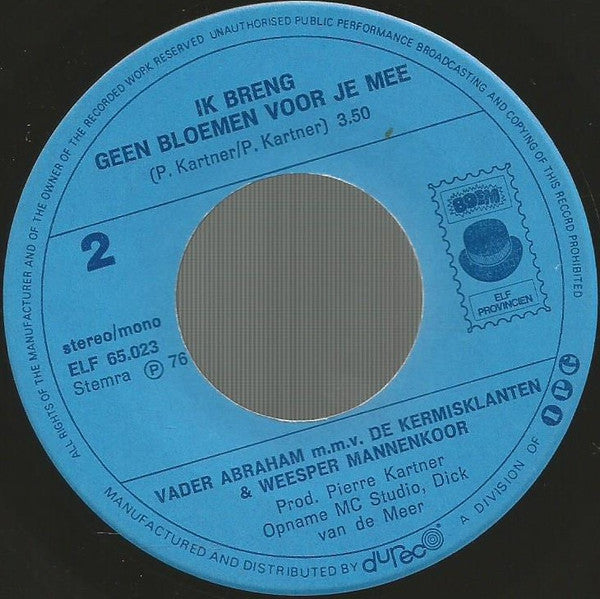 ALL RIGHTS OF THE MANUFACTURER AND OF THE OWNER OF THE RECORDED WORK RESERVED UNAUTHORISED PUBLIC PERFORMANCE BROADCASTING AND COPYING OF THIS RECORD PROHIBITED
IK BRENG
GEEN BLOEMEN VOOR JE MEE
(P. Kartner/P. Kartner) 3.50
2
ELF
PROVINCIEN
stereo/mono
ELF 65.023
Stemra Ⓟ 76
VADER ABRAHAM m.m.v. DE KERMISKLANTEN
& WEESPER MANNENKOOR
Prod. Pierre Kartner
Opname MC Studio, Dick
van de Meer
MANUFACTURED AND DISTRIBUTED BY dureco A DIVISION OF